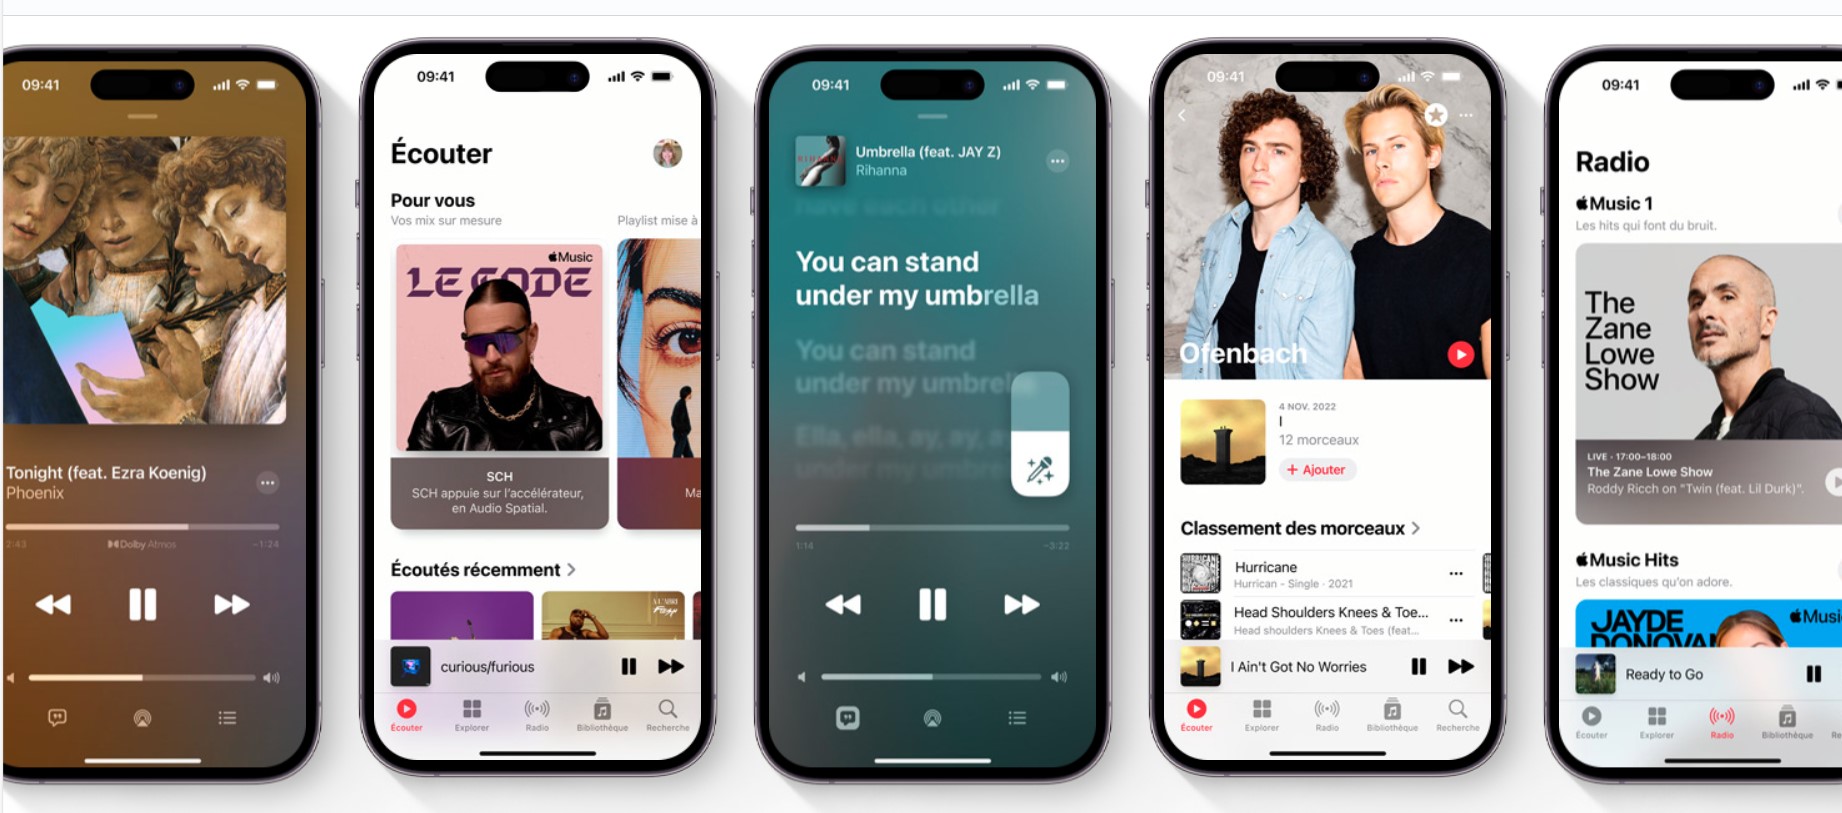 09:41
Tonight (feat. Ezra Koenig)
Phoenix
2:43
Dolby Atmos
-1:24
09:41
Écouter
Pour vous
Vos mix sur mesure
Playlist mise à
Music
LE CODE
SCH
SCH appuie sur l'accélérateur,
en Audio Spatial.
Ma
Écoutés récemment
curious/furious
Écouter
Explorer
Radio
Bibliothèque
Recherche
09:41
Umbrella (feat. JAY Z)
Rihanna
have each other
You can stand
under my umbrella
You can stand
under my umbrella
Ella, ella, ay, ay, a
under my umbre
1:14
-3:22
09:41
Ofenbach
4 NOV. 2022
I
12 morceaux
+ Ajouter
Classement des morceaux
HURRICANE
Hurricane
Hurrican - Single · 2021
Head Shoulders Knees & Toe...
Head shoulders Knees & Toes (feat...
I Ain't Got No Worries
Écouter
Explorer
Radio
Bibliothèque
Recherche
09:41
Radio
Music 1
Les hits qui font du bruit.
The
Zane
Lowe
Show
LIVE · 17:00–18:00
The Zane Lowe Show
Roddy Ricch on "Twin (feat. Lil Durk)".
Music Hits
Les classiques qu'on adore.
JAYDE
DONOVAN
Music
Ready to Go
Écouter
Explorer
Radio
Bibliothèque
Re